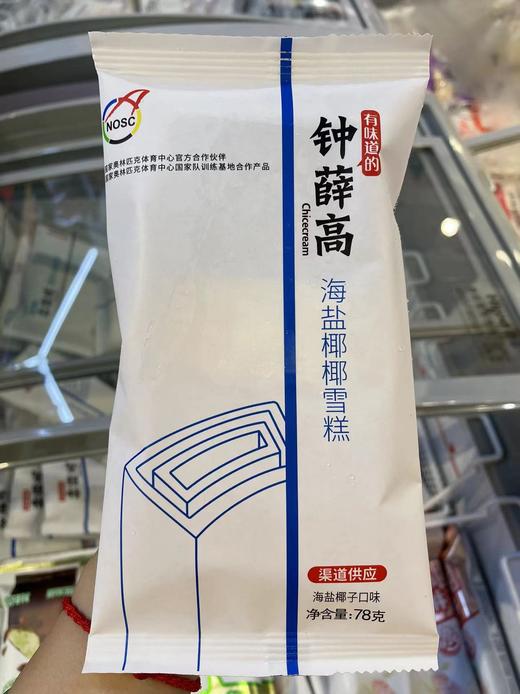 NOSC
国家奥林匹克体育中心官方合作伙伴
国家奥林匹克体育中心国家队训练基地合作产品
有味道的
钟薛高
Chicecream
海盐椰椰雪糕
渠道供应
海盐椰子口味
净含量:78克